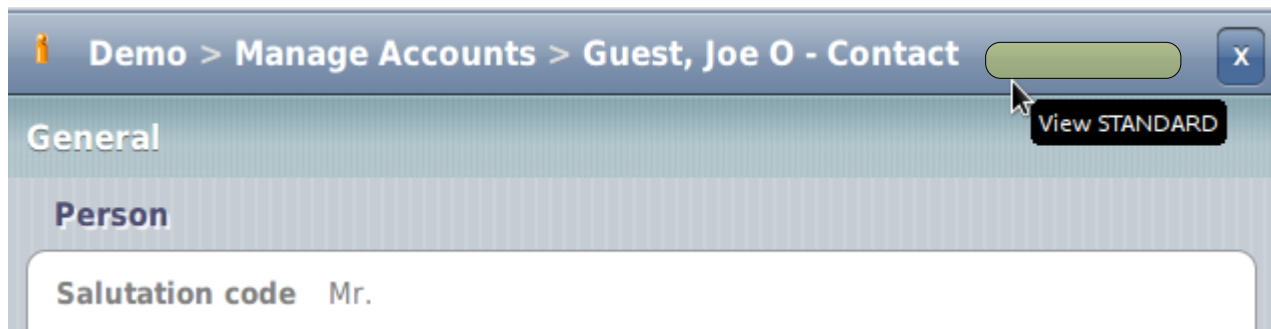 Demo > Manage Accounts > Guest, Joe O - Contact X
View STANDARD
General
Person
Salutation code Mr.